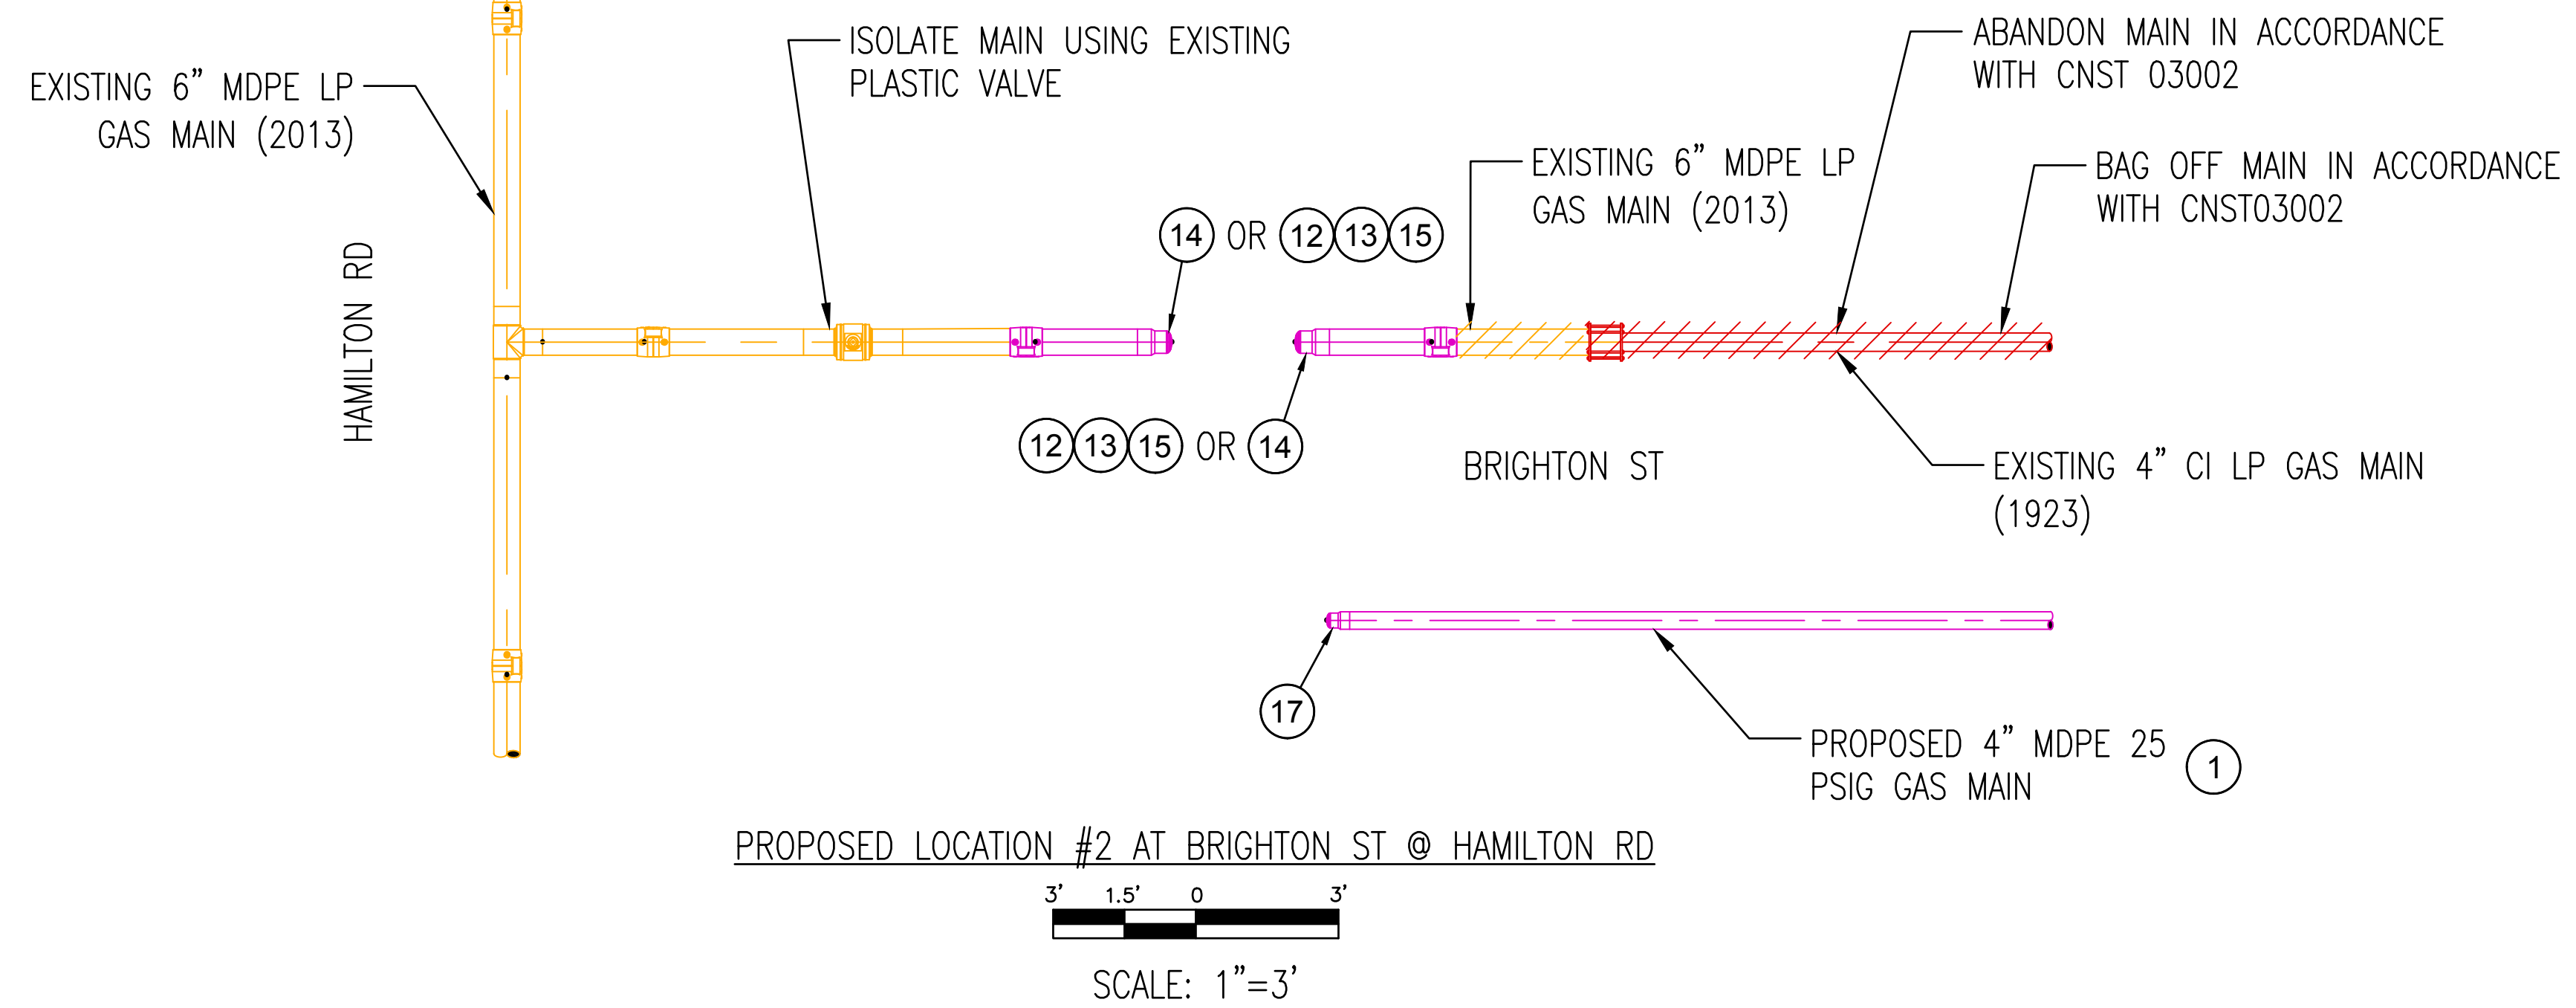 EXISTING 6" MDPE LP
GAS MAIN (2013)
ISOLATE MAIN USING EXISTING
PLASTIC VALVE
ABANDON MAIN IN ACCORDANCE
WITH CNST 03002
EXISTING 6" MDPE LP
GAS MAIN (2013)
BAG OFF MAIN IN ACCORDANCE
WITH CNST03002
14 OR 12 13 15
HAMILTON RD
12 13 15 OR 14
BRIGHTON ST
EXISTING 4" CI LP GAS MAIN
(1923)
17
PROPOSED 4" MDPE 25
PSIG GAS MAIN
1
PROPOSED LOCATION #2 AT BRIGHTON ST @ HAMILTON RD
3' 1.5' 0 3'
SCALE: 1"=3'